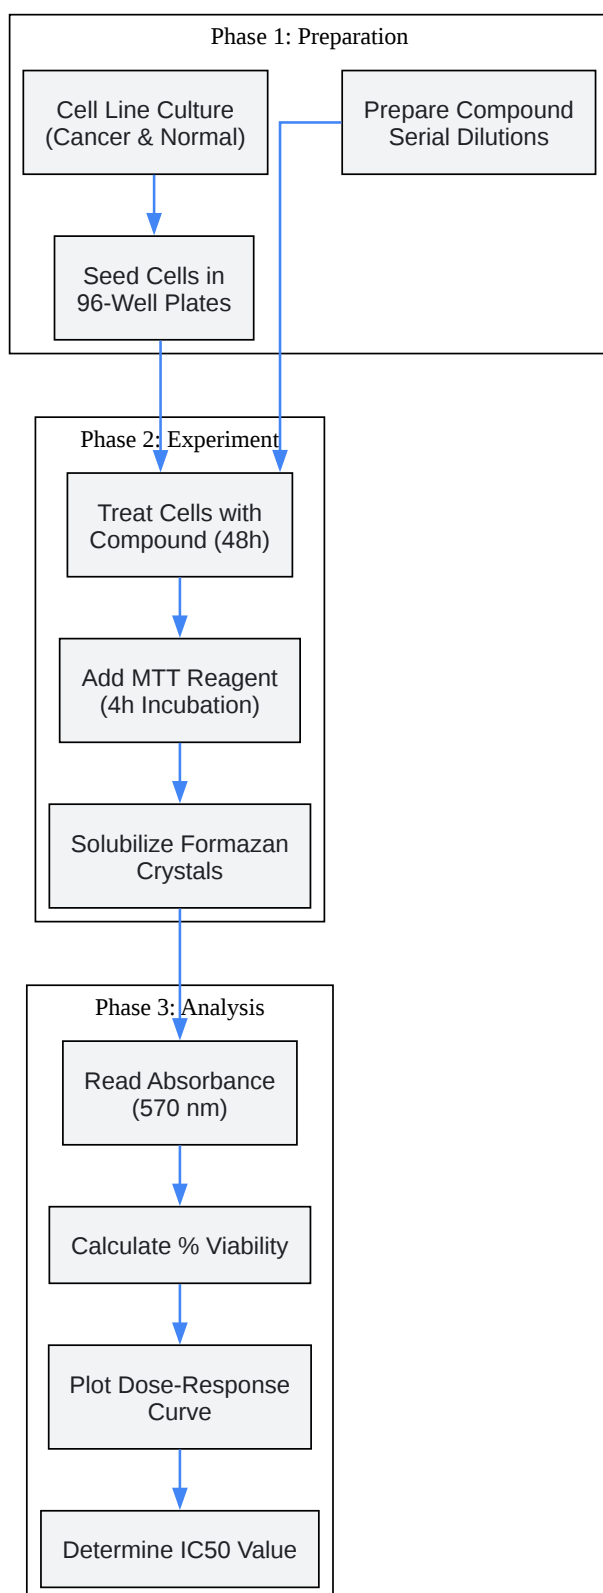 Phase 1: Preparation
Cell Line Culture
(Cancer & Normal)
Prepare Compound
Serial Dilutions
Seed Cells in
96-Well Plates
Phase 2: Experiment
Treat Cells with
Compound (48h)
Add MTT Reagent
(4h Incubation)
Solubilize Formazan
Crystals
Phase 3: Analysis
Read Absorbance
(570 nm)
Calculate % Viability
Plot Dose-Response
Curve
Determine IC50 Value